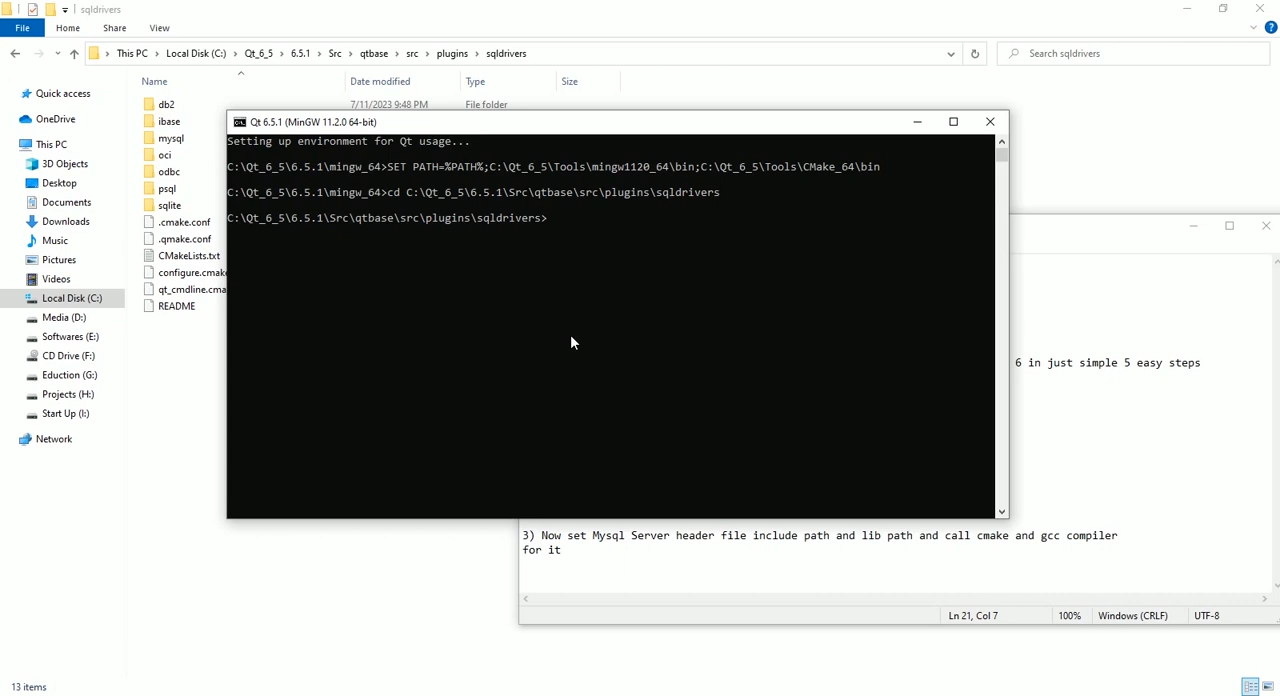 sqldrivers
File
Home
Share
View
This PC
Local Disk (C:)
Qt_6_5
6.5.1
Src
qtbase
src
plugins
sqldrivers
Search sqldrivers
Name
Date modified
Type
Size
Quick access
OneDrive
This PC
3D Objects
Desktop
Documents
Downloads
Music
Pictures
Videos
Local Disk (C:)
Media (D:)
Softwares (E:)
CD Drive (F:)
Eduction (G:)
Projects (H:)
Start Up (I:)
Network
db2
7/11/2023 9:48 PM
File folder
ibase
mysql
oci
odbc
psql
sqlite
.cmake.conf
.qmake.conf
CMakeLists.txt
configure.cmak
qt_cmdline.cma
README
Qt 6.5.1 (MinGW 11.2.0 64-bit)
Setting up environment for Qt usage...
C:\Qt_6_5\6.5.1\mingw_64>SET PATH=%PATH%;C:\Qt_6_5\Tools\mingw1120_64\bin;C:\Qt_6_5\Tools\CMake_64\bin
C:\Qt_6_5\6.5.1\mingw_64>cd C:\Qt_6_5\6.5.1\Src\qtbase\src\plugins\sqldrivers
C:\Qt_6_5\6.5.1\Src\qtbase\src\plugins\sqldrivers>
6 in just simple 5 easy steps
3) Now set Mysql Server header file include path and lib path and call cmake and gcc compiler
for it
Ln 21, Col 7
100%
Windows (CRLF)
UTF-8
13 items